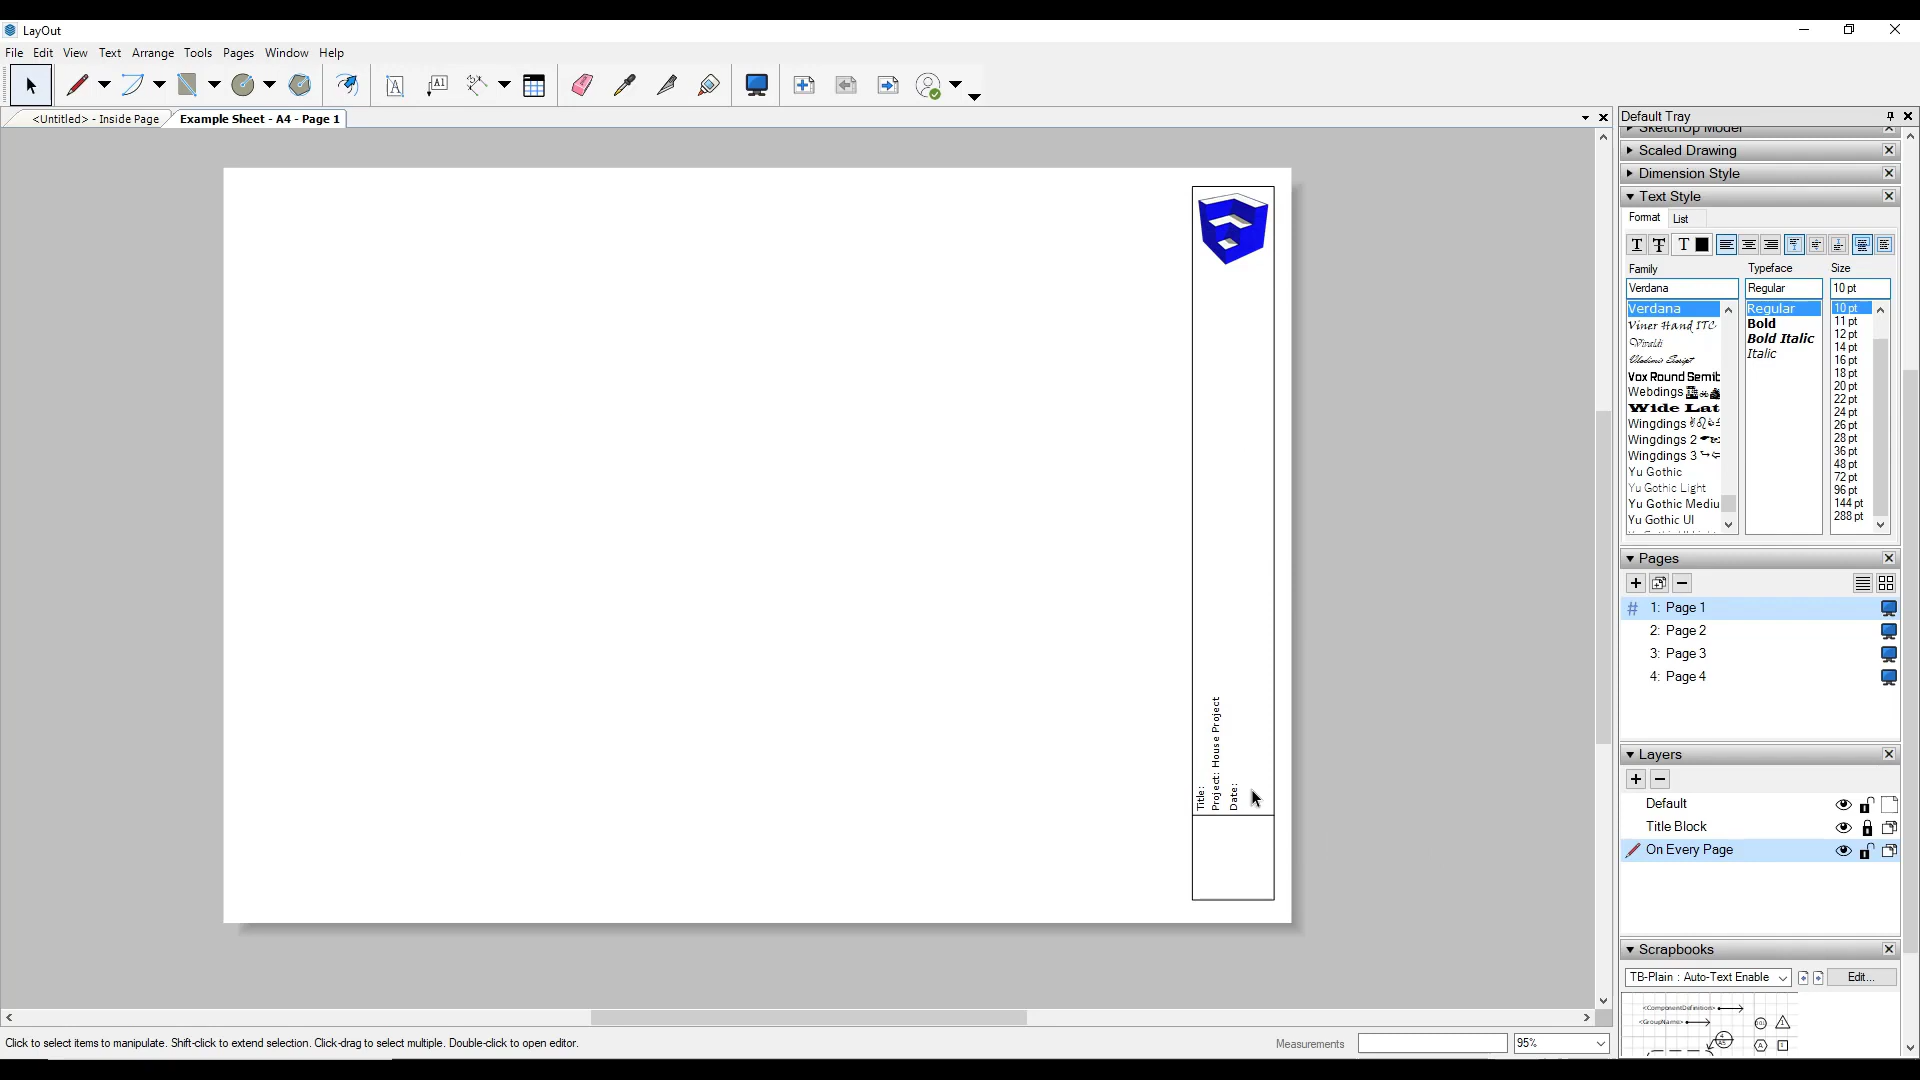 LayOut
File Edit View Text Arrange Tools Pages Window Help
<Untitled> - Inside Page
Example Sheet - A4 - Page 1
Title:
Project: House Project
Date:
Default Tray
SketchUp Model
Scaled Drawing
Dimension Style
Text Style
Format List
Family Typeface Size
Verdana Regular 10 pt
Verdana
Viner Hand ITC
Vivaldi
Vladimir Script
Vox Round Semib
Webdings
Wide Lat
Wingdings
Wingdings 2
Wingdings 3
Yu Gothic
Yu Gothic Light
Yu Gothic Mediu
Yu Gothic UI
Regular
Bold
Bold Italic
Italic
10 pt
11 pt
12 pt
14 pt
16 pt
18 pt
20 pt
22 pt
24 pt
26 pt
28 pt
36 pt
48 pt
72 pt
96 pt
144 pt
288 pt
Pages
# 1: Page 1
2: Page 2
3: Page 3
4: Page 4
Layers
Default
Title Block
On Every Page
Scrapbooks
TB-Plain : Auto-Text Enable Edit...
<ComponentDefinition>
<GroupName>
Click to select items to manipulate. Shift-click to extend selection. Click-drag to select multiple. Double-click to open editor.
Measurements
95%